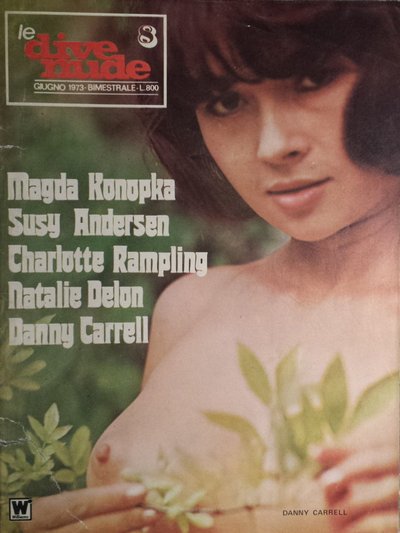 le
dive
nude
8
GIUGNO 1973 · BIMESTRALE · L.800
Magda Konopka
Susy Andersen
Charlotte Rampling
Natalie Delon
Danny Carrell
W
DANNY CARRELL